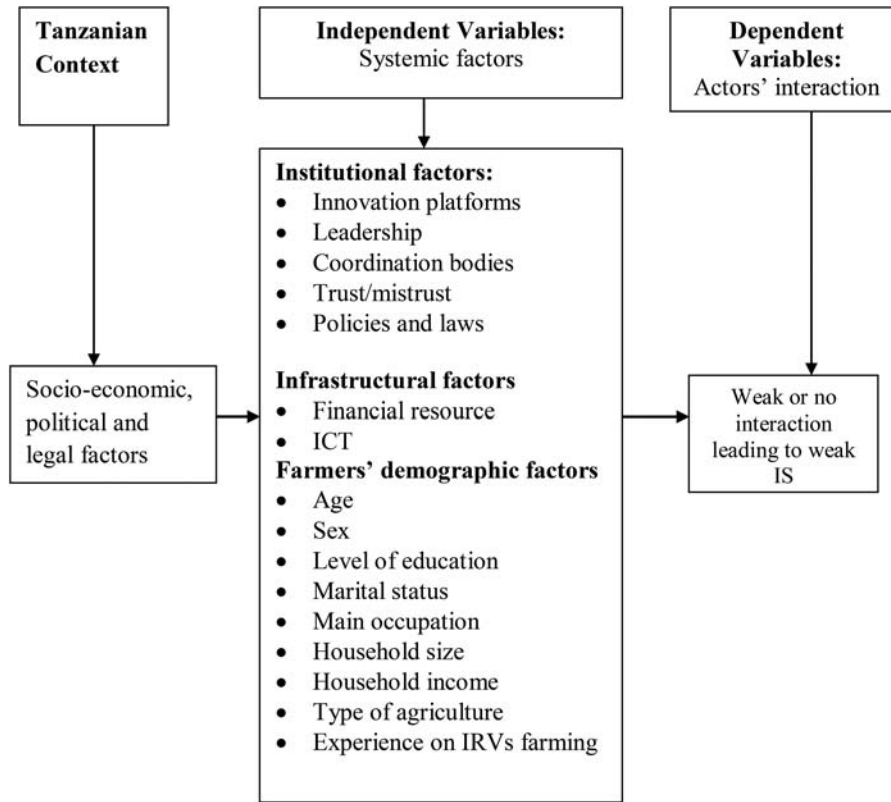 Tanzanian
Context
Independent Variables:
Systemic factors
Dependent
Variables:
Actors’ interaction
Institutional factors:
• Innovation platforms
• Leadership
• Coordination bodies
• Trust/mistrust
• Policies and laws
Infrastructural factors
• Financial resource
• ICT
Farmers’ demographic factors
• Age
• Sex
• Level of education
• Marital status
• Main occupation
• Household size
• Household income
• Type of agriculture
• Experience on IRVs farming
Socio-economic,
political and
legal factors
Weak or no
interaction
leading to weak
IS